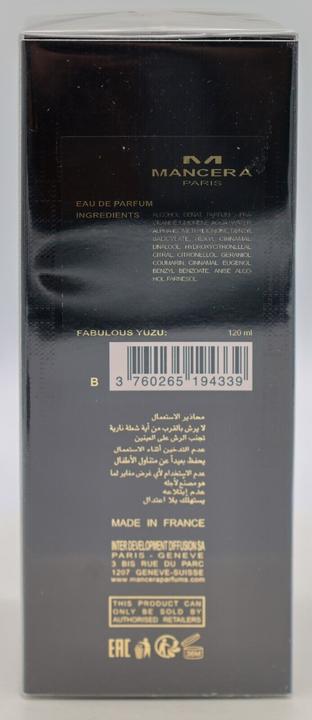 MANCERA
PARIS
EAU DE PARFUM
INGREDIENTS
ALCOHOL DENAT. PARFUM
WATER
SALICYLATE, HEXYL CINNAMAL
LINALOOL HYDROXYCITRONELLAL
CITRAL, CITRONELLOL GERANIOL
COUMARIN, CINNAMAL EUGENOL
BENZYL BENZOATE, ANISE ALCO-
HOL FARNESOL
FABULOUS YUZU: 120 ml
B 3 760265 194339
محاذير الاستعمال
لا يرش بالقرب من أية شعلة نارية
تجنب الرش على العينين
عدم التدخين أثناء الاستعمال
يحفظ بعيداً عن متناول الأطفال
عدم الاستخدام لأي غرض مغاير لما
هو مصنع لأجله
عدم إبتلاعه
يستهلك بلا اعتدال
MADE IN FRANCE
INTER DEVELOPMENT DIFFUSION SA
PARIS - GENEVE
3 BIS RUE DU PARC
1207 GENEVE-SUISSE
www.manceraparfums.com
THIS PRODUCT CAN
ONLY BE SOLD BY
AUTHORISED RETAILERS
EAC 36M